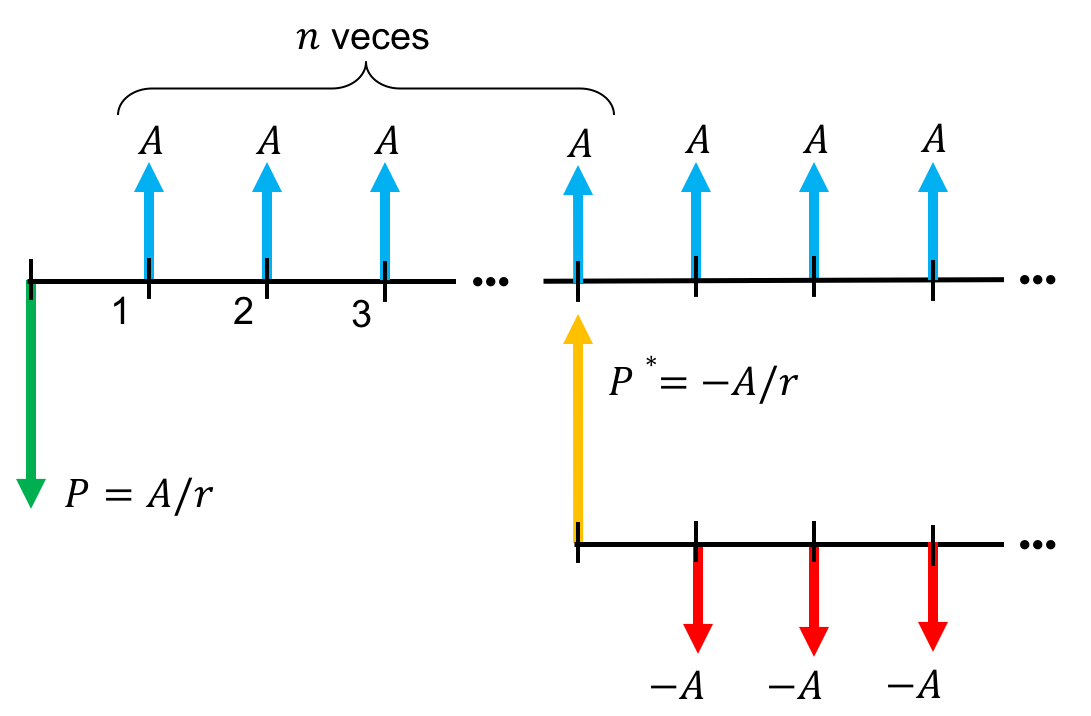 n veces
A A A A A A A
... ...
1 2 3
P * = −A/r
P = A/r
...
−A −A −A